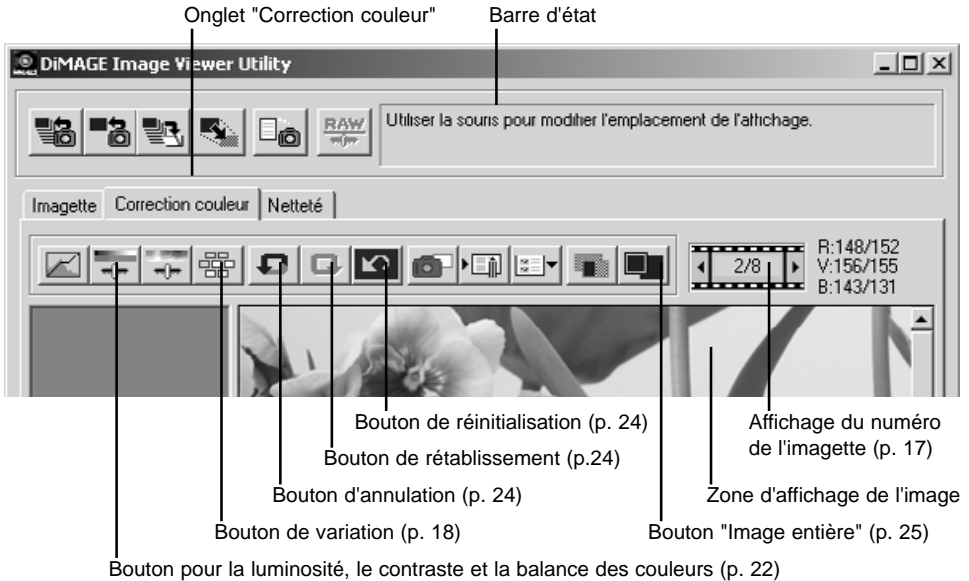 Onglet "Correction couleur"
Barre d'état
DiMAGE Image Viewer Utility
RAW
Utiliser la souris pour modifier l'emplacement de l'affichage.
Imagette
Correction couleur
Netteté
2/8
R:148/152
V:156/155
B:143/131
Bouton de réinitialisation (p. 24)
Affichage du numéro
de l'imagette (p. 17)
Bouton de rétablissement (p.24)
Bouton d'annulation (p. 24)
Zone d'affichage de l'image
Bouton de variation (p. 18)
Bouton "Image entière" (p. 25)
Bouton pour la luminosité, le contraste et la balance des couleurs (p. 22)